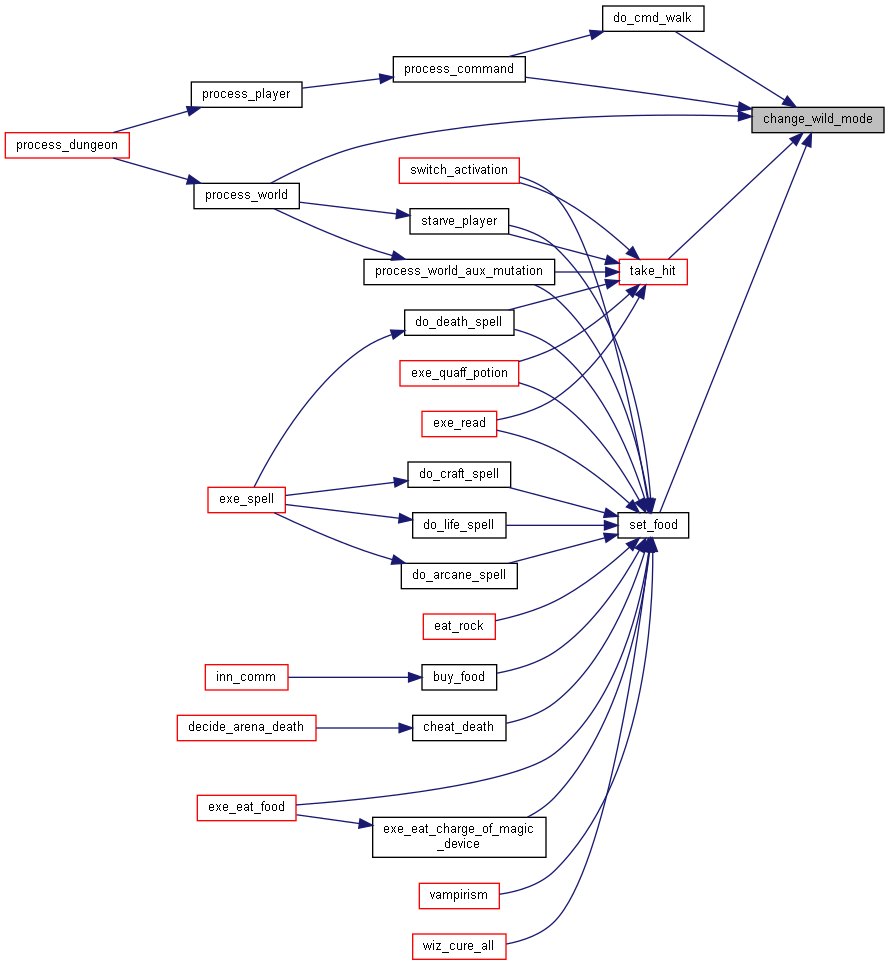 do_cmd_walk
process_command
process_player
change_wild_mode
process_dungeon
switch_activation
process_world
starve_player
process_world_aux_mutation
take_hit
do_death_spell
exe_quaff_potion
exe_read
do_craft_spell
exe_spell
do_life_spell
set_food
do_arcane_spell
eat_rock
inn_comm
buy_food
decide_arena_death
cheat_death
exe_eat_food
exe_eat_charge_of_magic
_device
vampirism
wiz_cure_all